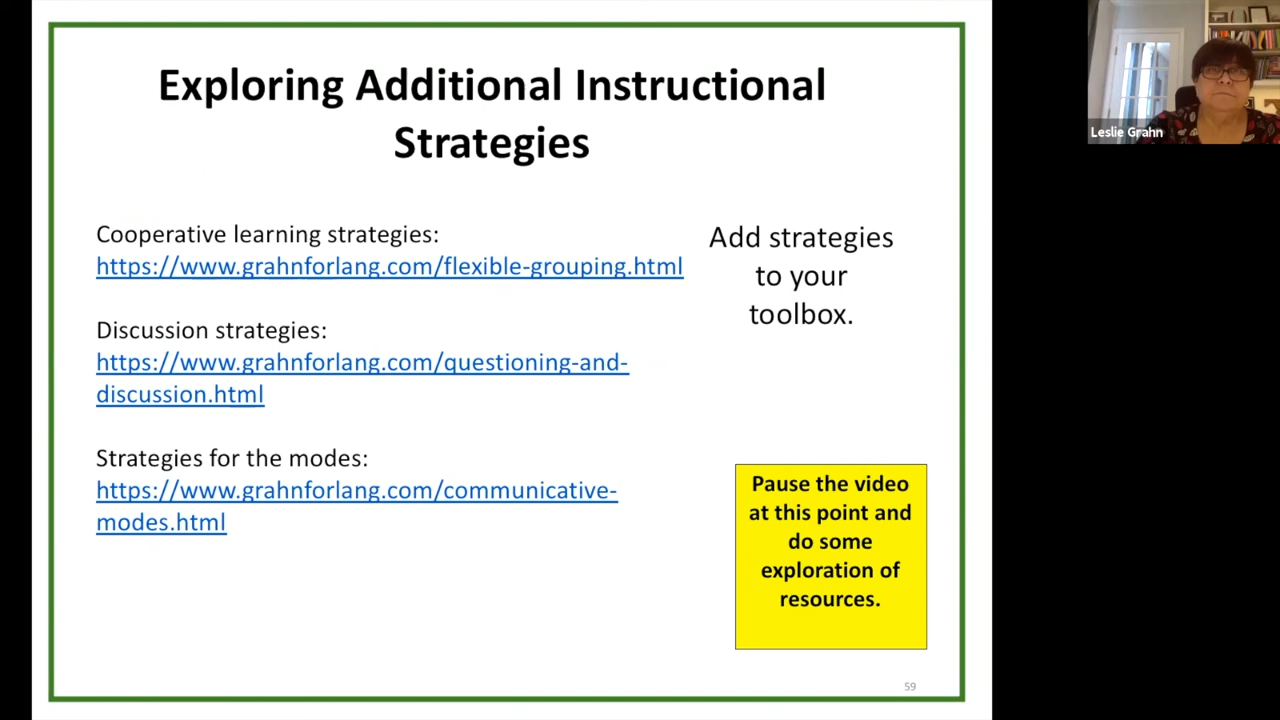 Exploring Additional Instructional
Strategies
Cooperative learning strategies:
https://www.grahnforlang.com/flexible-grouping.html
Discussion strategies:
https://www.grahnforlang.com/questioning-and-
discussion.html
Strategies for the modes:
https://www.grahnforlang.com/communicative-
modes.html
Add strategies
to your
toolbox.
Pause the video
at this point and
do some
exploration of
resources.
59
Leslie Grahn